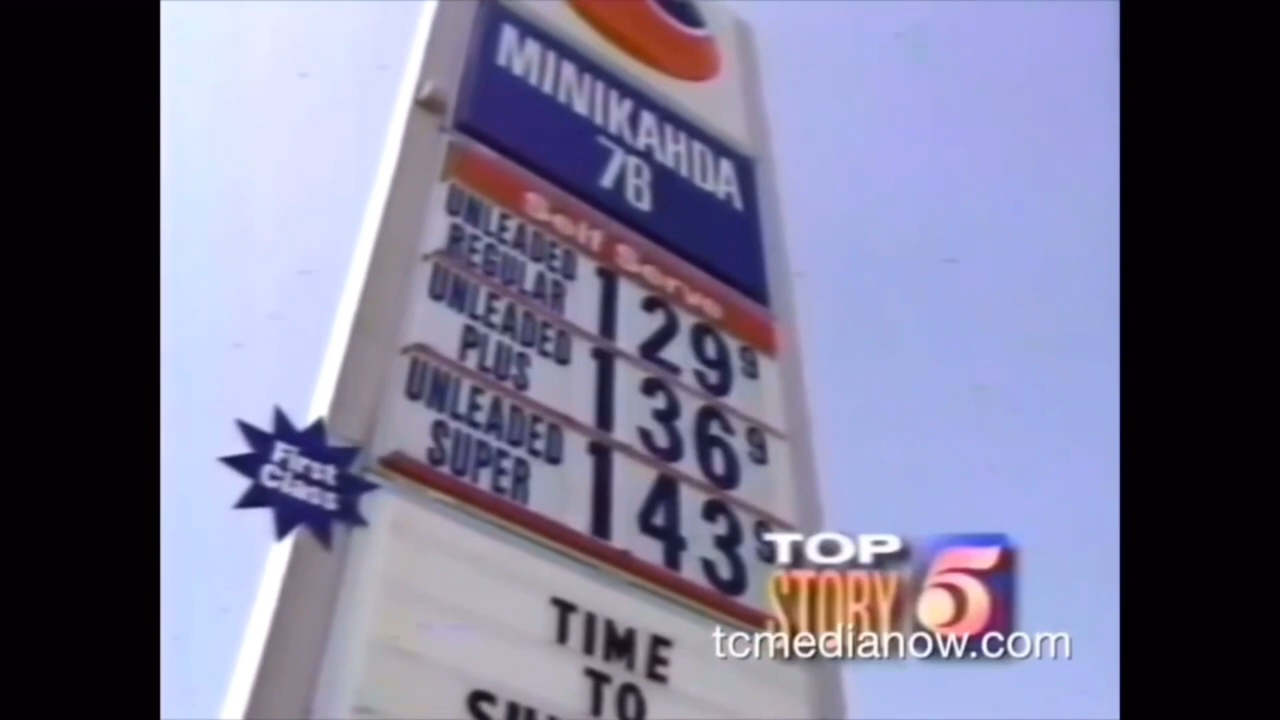 MINIKAHDA
76
Self Serve
UNLEADED
REGULAR
1 29 9
UNLEADED
PLUS
1 36 9
UNLEADED
SUPER
1 43 9
First
Class
TIME
TO
TOP
STORY 5
tcmedianow.com